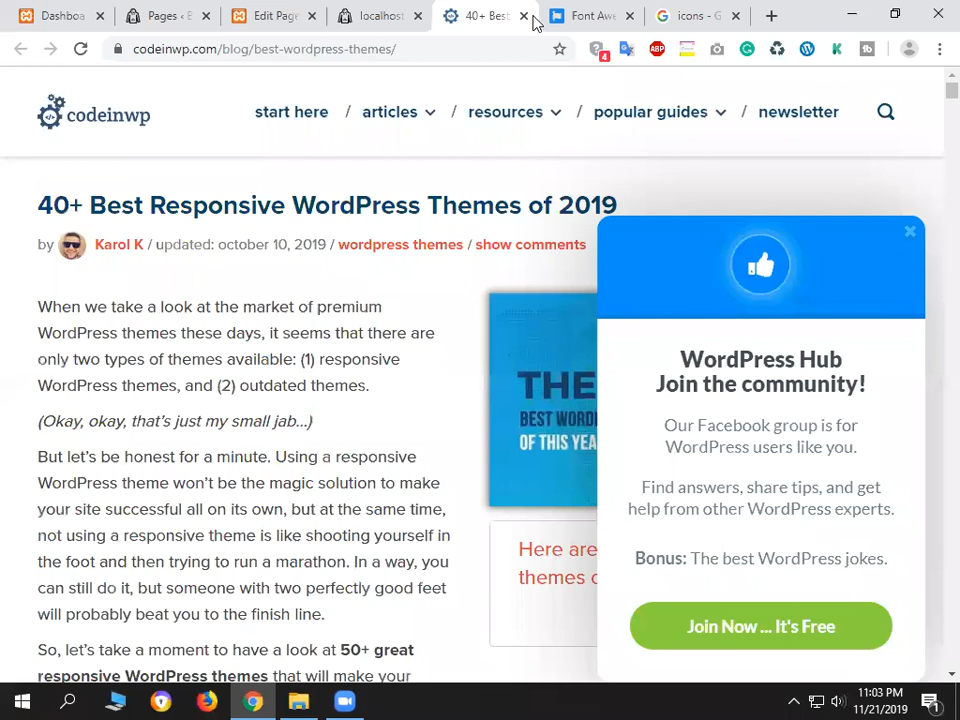 Dashboa
Pages ‹
Edit Page
localhost
40+ Best
Font Awe
icons - G
codeinwp.com/blog/best-wordpress-themes/
4
ABP
codeinwp
start here / articles / resources / popular guides / newsletter
40+ Best Responsive WordPress Themes of 2019
by Karol K / updated: october 10, 2019 / wordpress themes / show comments
When we take a look at the market of premium
WordPress themes these days, it seems that there are
only two types of themes available: (1) responsive
WordPress themes, and (2) outdated themes.
(Okay, okay, that's just my small jab...)
But let's be honest for a minute. Using a responsive
WordPress theme won't be the magic solution to make
your site successful all on its own, but at the same time,
not using a responsive theme is like shooting yourself in
the foot and then trying to run a marathon. In a way, you
can still do it, but someone with two perfectly good feet
will probably beat you to the finish line.
So, let's take a moment to have a look at 50+ great
responsive WordPress themes that will make your
THE
BEST WORD
OF THIS YEA
Here are
themes o
WordPress Hub
Join the community!
Our Facebook group is for
WordPress users like you.
Find answers, share tips, and get
help from other WordPress experts.
Bonus: The best WordPress jokes.
Join Now ... It's Free
11:03 PM
11/21/2019
1